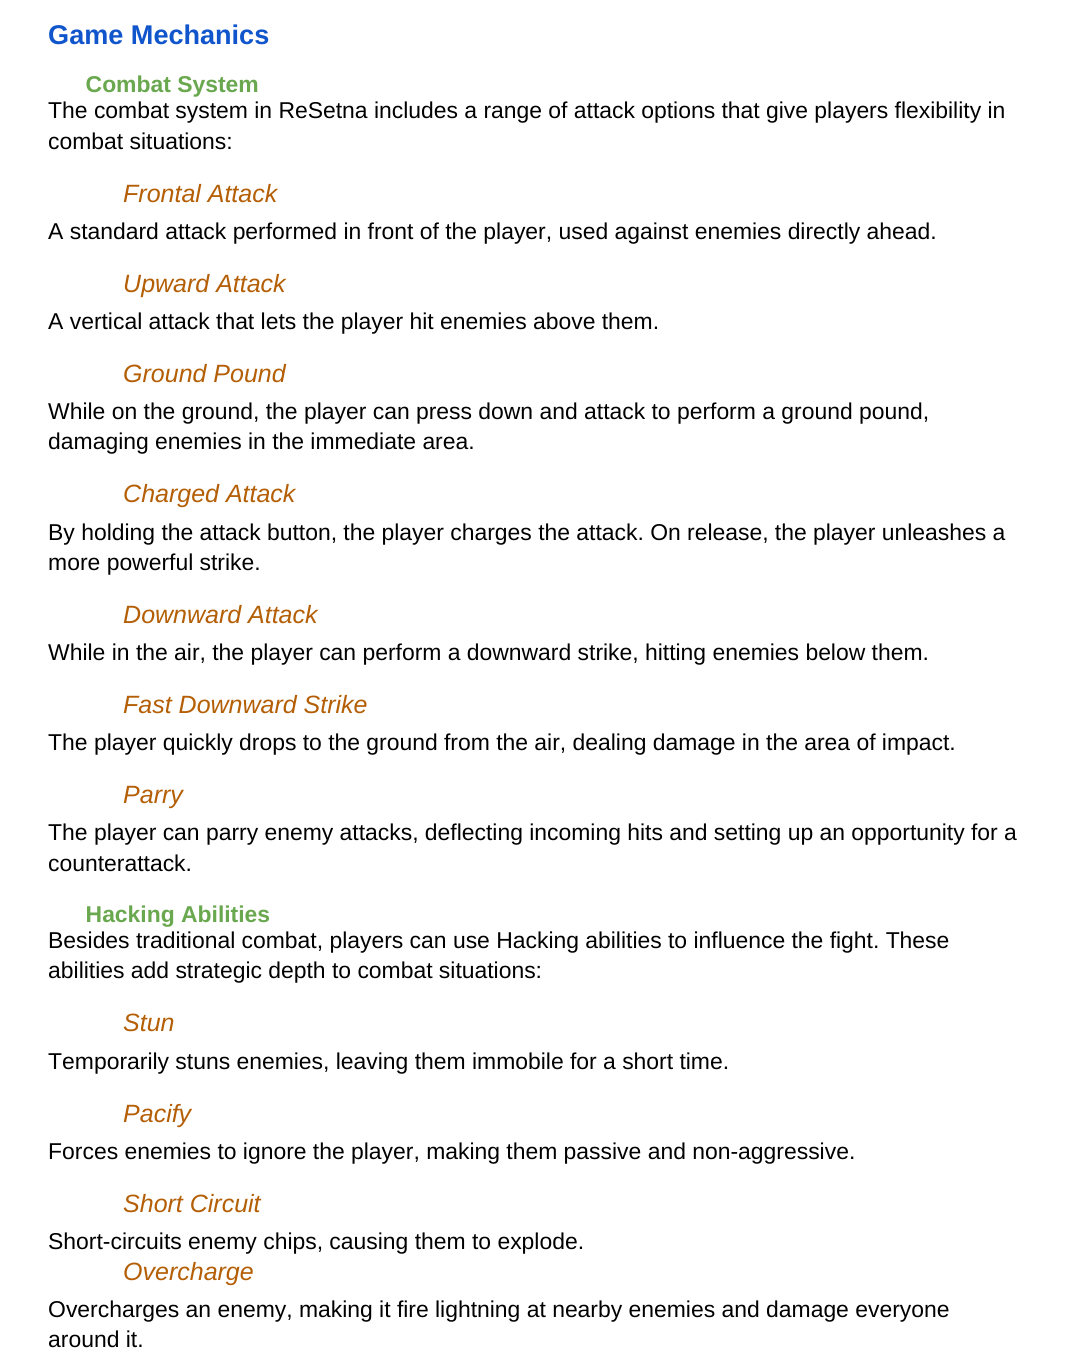 Game Mechanics
Combat System
The combat system in ReSetna includes a range of attack options that give players flexibility in
combat situations:
Frontal Attack
A standard attack performed in front of the player, used against enemies directly ahead.
Upward Attack
A vertical attack that lets the player hit enemies above them.
Ground Pound
While on the ground, the player can press down and attack to perform a ground pound,
damaging enemies in the immediate area.
Charged Attack
By holding the attack button, the player charges the attack. On release, the player unleashes a
more powerful strike.
Downward Attack
While in the air, the player can perform a downward strike, hitting enemies below them.
Fast Downward Strike
The player quickly drops to the ground from the air, dealing damage in the area of impact.
Parry
The player can parry enemy attacks, deflecting incoming hits and setting up an opportunity for a
counterattack.
Hacking Abilities
Besides traditional combat, players can use Hacking abilities to influence the fight. These
abilities add strategic depth to combat situations:
Stun
Temporarily stuns enemies, leaving them immobile for a short time.
Pacify
Forces enemies to ignore the player, making them passive and non-aggressive.
Short Circuit
Short-circuits enemy chips, causing them to explode.
Overcharge
Overcharges an enemy, making it fire lightning at nearby enemies and damage everyone
around it.